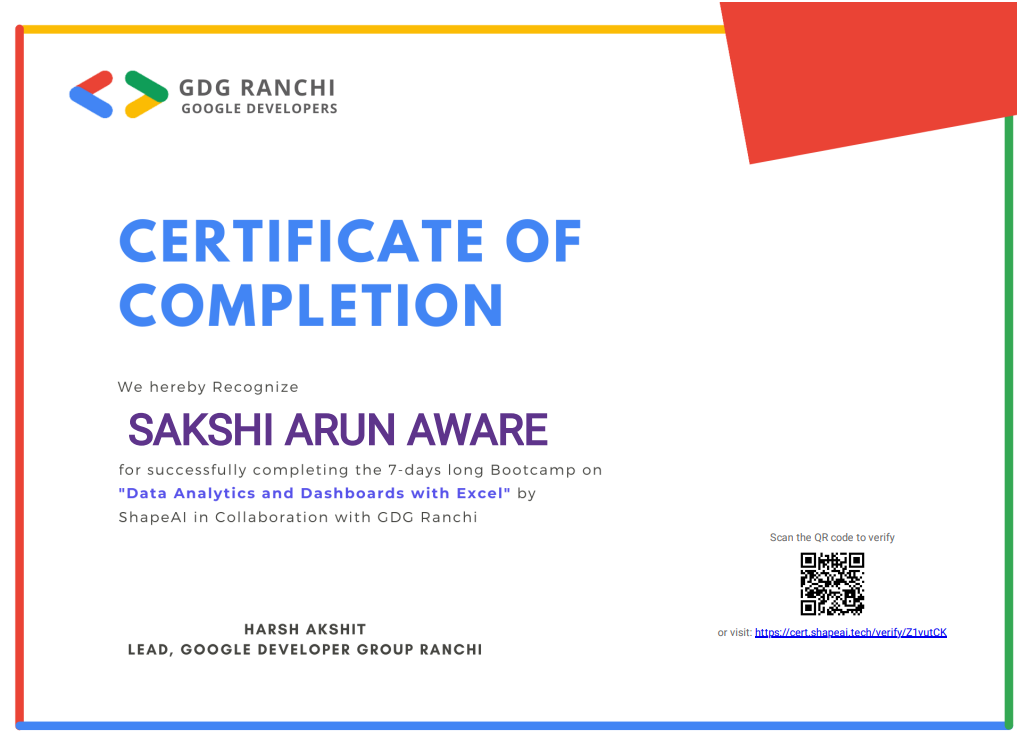 GDG RANCHI
GOOGLE DEVELOPERS
CERTIFICATE OF
COMPLETION
We hereby Recognize
SAKSHI ARUN AWARE
for successfully completing the 7-days long Bootcamp on
"Data Analytics and Dashboards with Excel" by
ShapeAI in Collaboration with GDG Ranchi
Scan the QR code to verify
or visit: https://cert.shapeai.tech/verify/Z1vutCK
HARSH AKSHIT
LEAD, GOOGLE DEVELOPER GROUP RANCHI